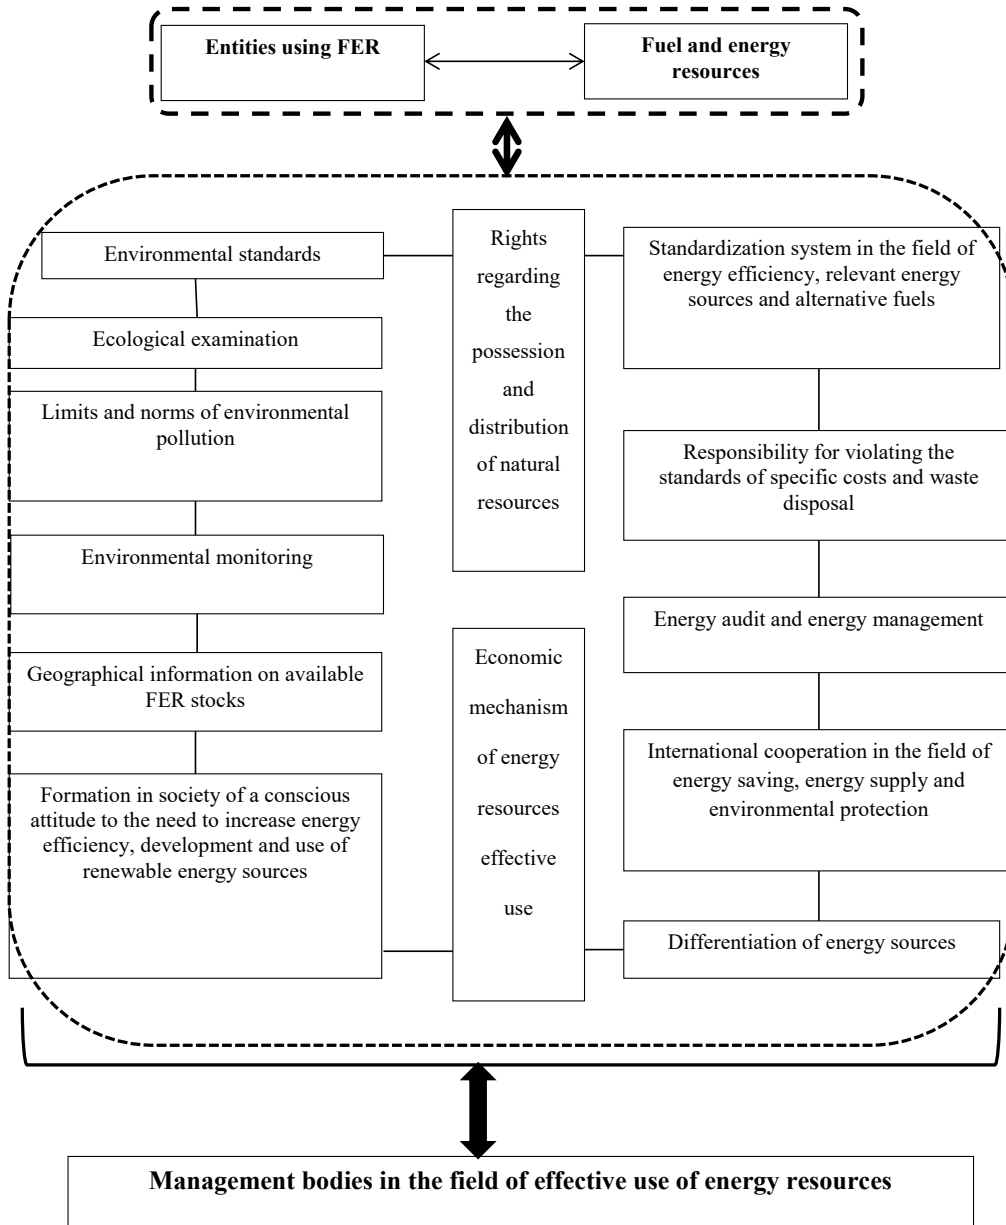 Entities using FER
Fuel and energy
resources
Environmental standards
Ecological examination
Limits and norms of environmental
pollution
Environmental monitoring
Geographical information on available
FER stocks
Formation in society of a conscious
attitude to the need to increase energy
efficiency, development and use of
renewable energy sources
Rights
regarding
the
possession
and
distribution
of natural
resources
Economic
mechanism
of energy
resources
effective
use
Standardization system in the field of
energy efficiency, relevant energy
sources and alternative fuels
Responsibility for violating the
standards of specific costs and waste
disposal
Energy audit and energy management
International cooperation in the field of
energy saving, energy supply and
environmental protection
Differentiation of energy sources
Management bodies in the field of effective use of energy resources